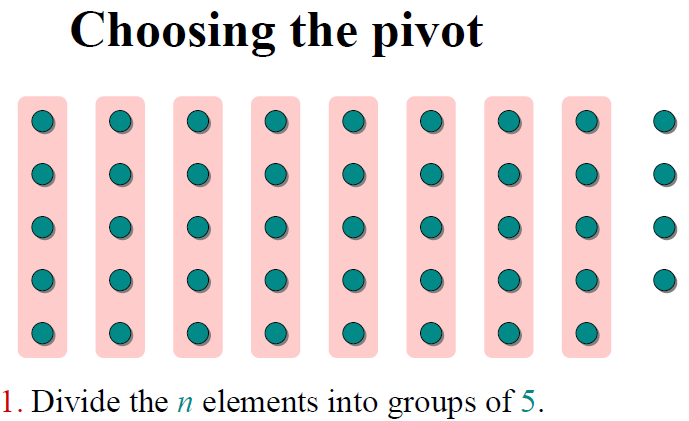 Choosing the pivot
1. Divide the n elements into groups of 5.